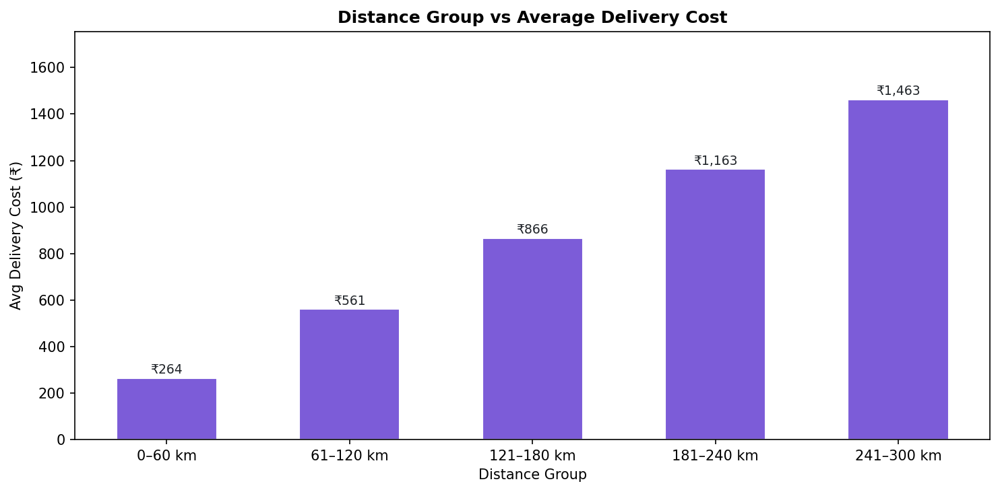 Distance Group vs Average Delivery Cost
Avg Delivery Cost (₹)
1600
1400
1200
1000
800
600
400
200
0
₹264
₹561
₹866
₹1,163
₹1,463
0–60 km
61–120 km
121–180 km
181–240 km
241–300 km
Distance Group